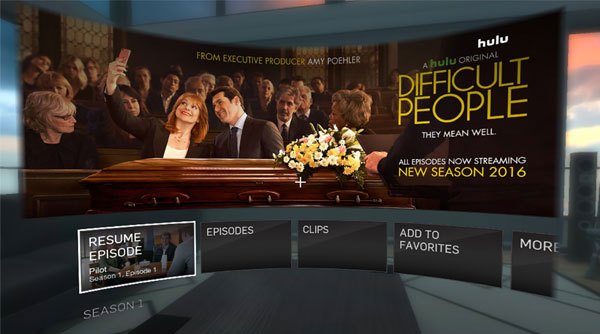 hulu
FROM EXECUTIVE PRODUCER AMY POEHLER
A hulu ORIGINAL
DIFFICULT
PEOPLE
THEY MEAN WELL.
ALL EPISODES NOW STREAMING
NEW SEASON 2016
RESUME
EPISODE
Pilot
Season 1, Episode 1
EPISODES
CLIPS
ADD TO
FAVORITES
MORE
SEASON 1